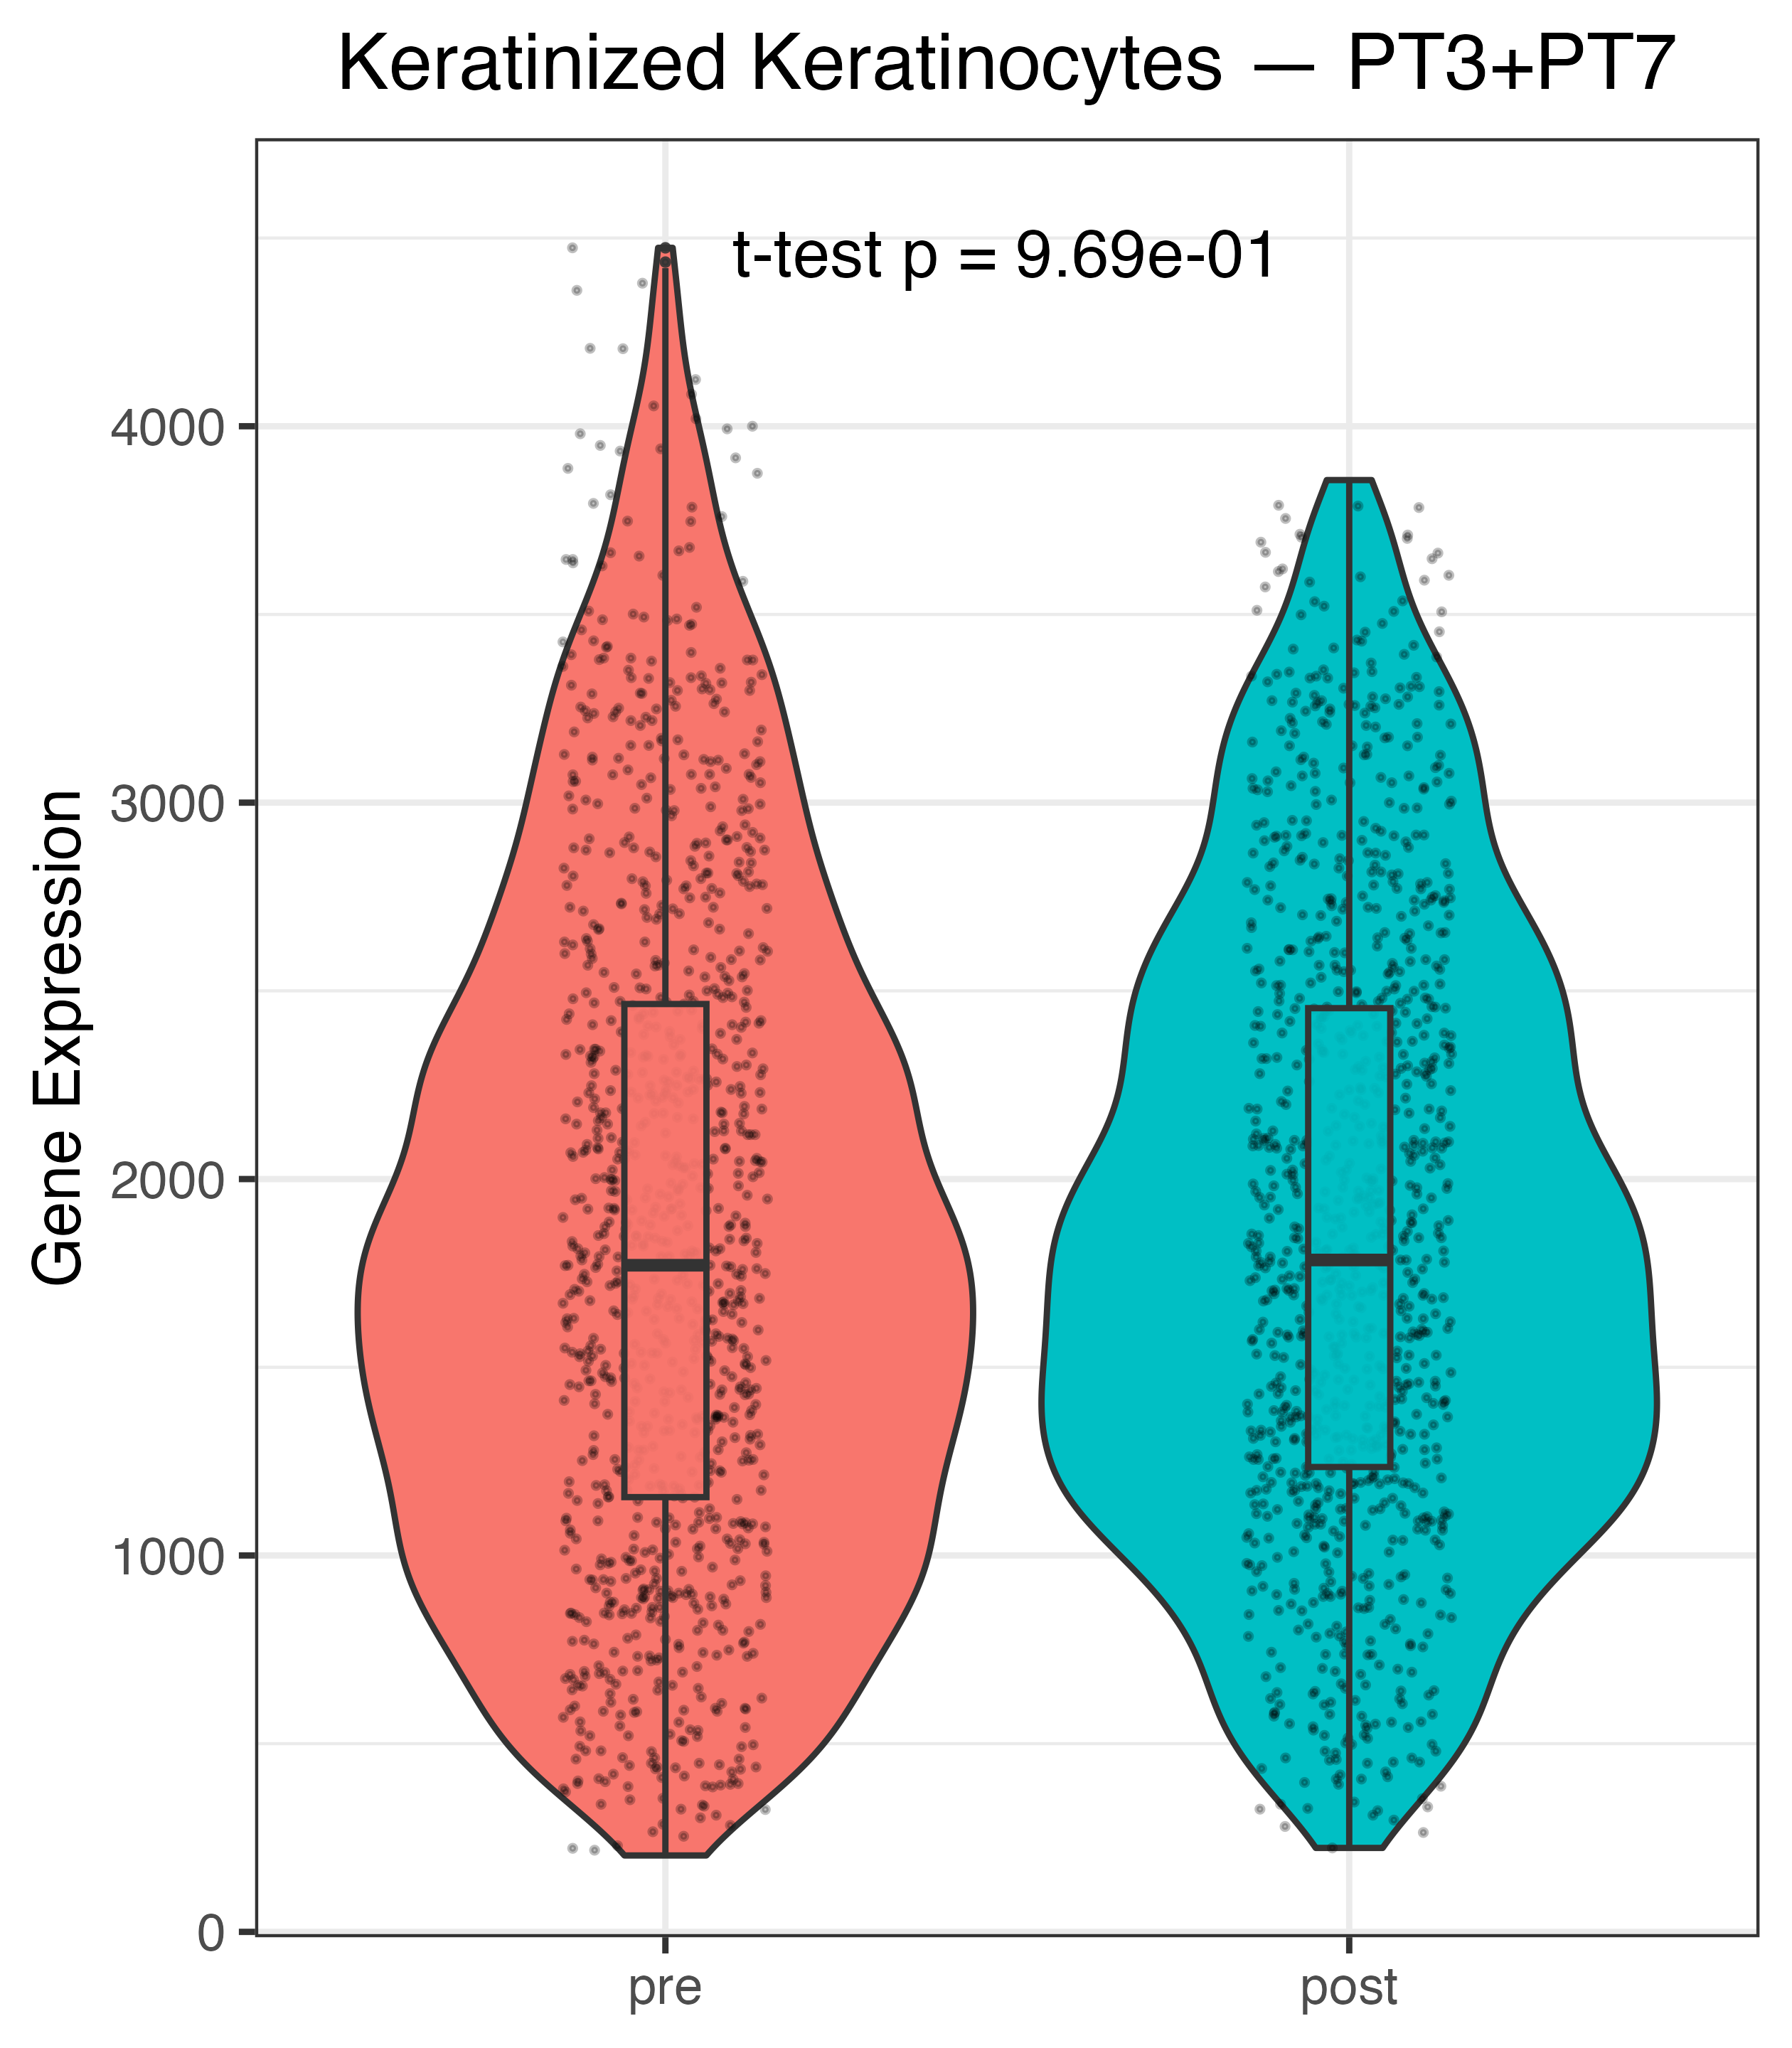 Keratinized Keratinocytes — PT3+PT7
t-test p = 9.69e-01
Gene Expression
4000
3000
2000
1000
0
pre
post